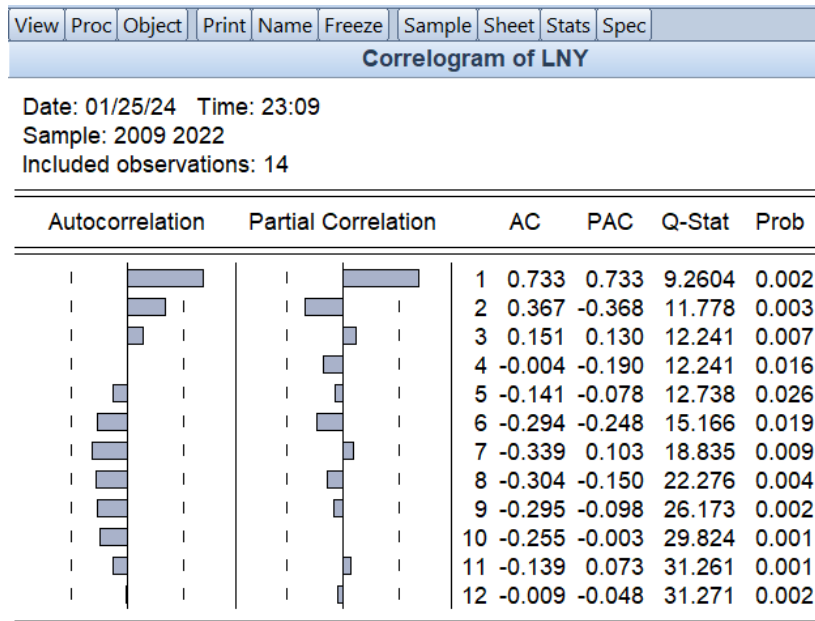 View Proc Object Print Name Freeze Sample Sheet Stats Spec
Correlogram of LNY
Date: 01/25/24 Time: 23:09
Sample: 2009 2022
Included observations: 14
Autocorrelation Partial Correlation AC PAC Q-Stat Prob
1 0.733 0.733 9.2604 0.002
2 0.367 -0.368 11.778 0.003
3 0.151 0.130 12.241 0.007
4 -0.004 -0.190 12.241 0.016
5 -0.141 -0.078 12.738 0.026
6 -0.294 -0.248 15.166 0.019
7 -0.339 0.103 18.835 0.009
8 -0.304 -0.150 22.276 0.004
9 -0.295 -0.098 26.173 0.002
10 -0.255 -0.003 29.824 0.001
11 -0.139 0.073 31.261 0.001
12 -0.009 -0.048 31.271 0.002